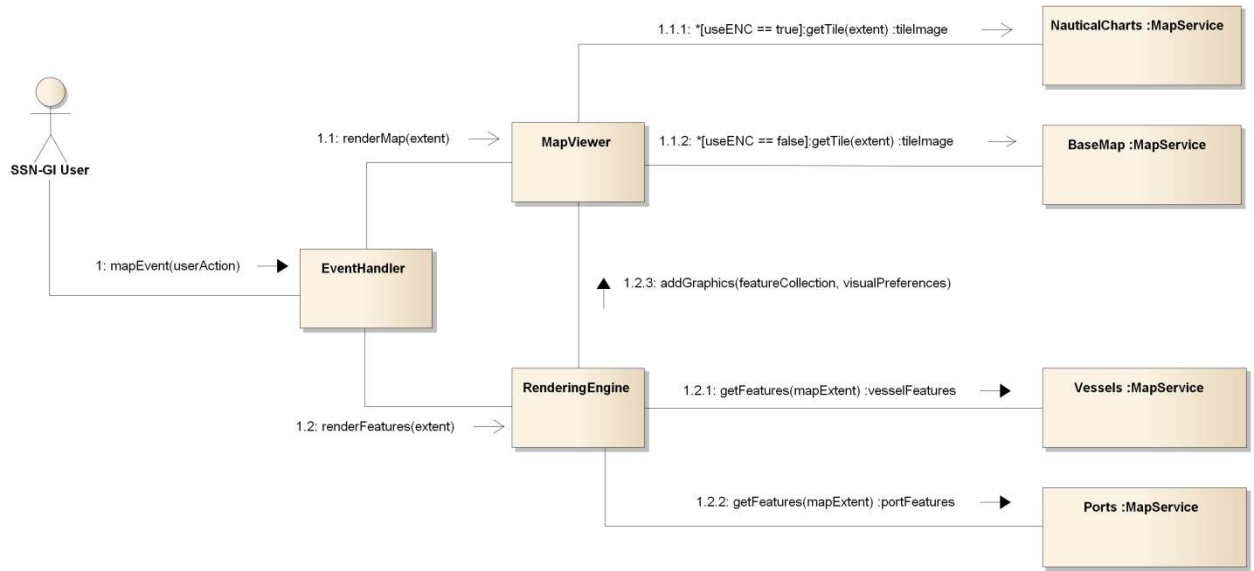 1.1.1: *[useENC == true]:getTile(extent) :tileImage
NauticalCharts :MapService
SSN-GI User
1.1: renderMap(extent)
MapViewer
1.1.2: *[useENC == false]:getTile(extent) :tileImage
BaseMap :MapService
1: mapEvent(userAction)
EventHandler
1.2.3: addGraphics(featureCollection, visualPreferences)
RenderingEngine
1.2: renderFeatures(extent)
1.2.1: getFeatures(mapExtent) :vesselFeatures
Vessels :MapService
1.2.2: getFeatures(mapExtent) :portFeatures
Ports :MapService